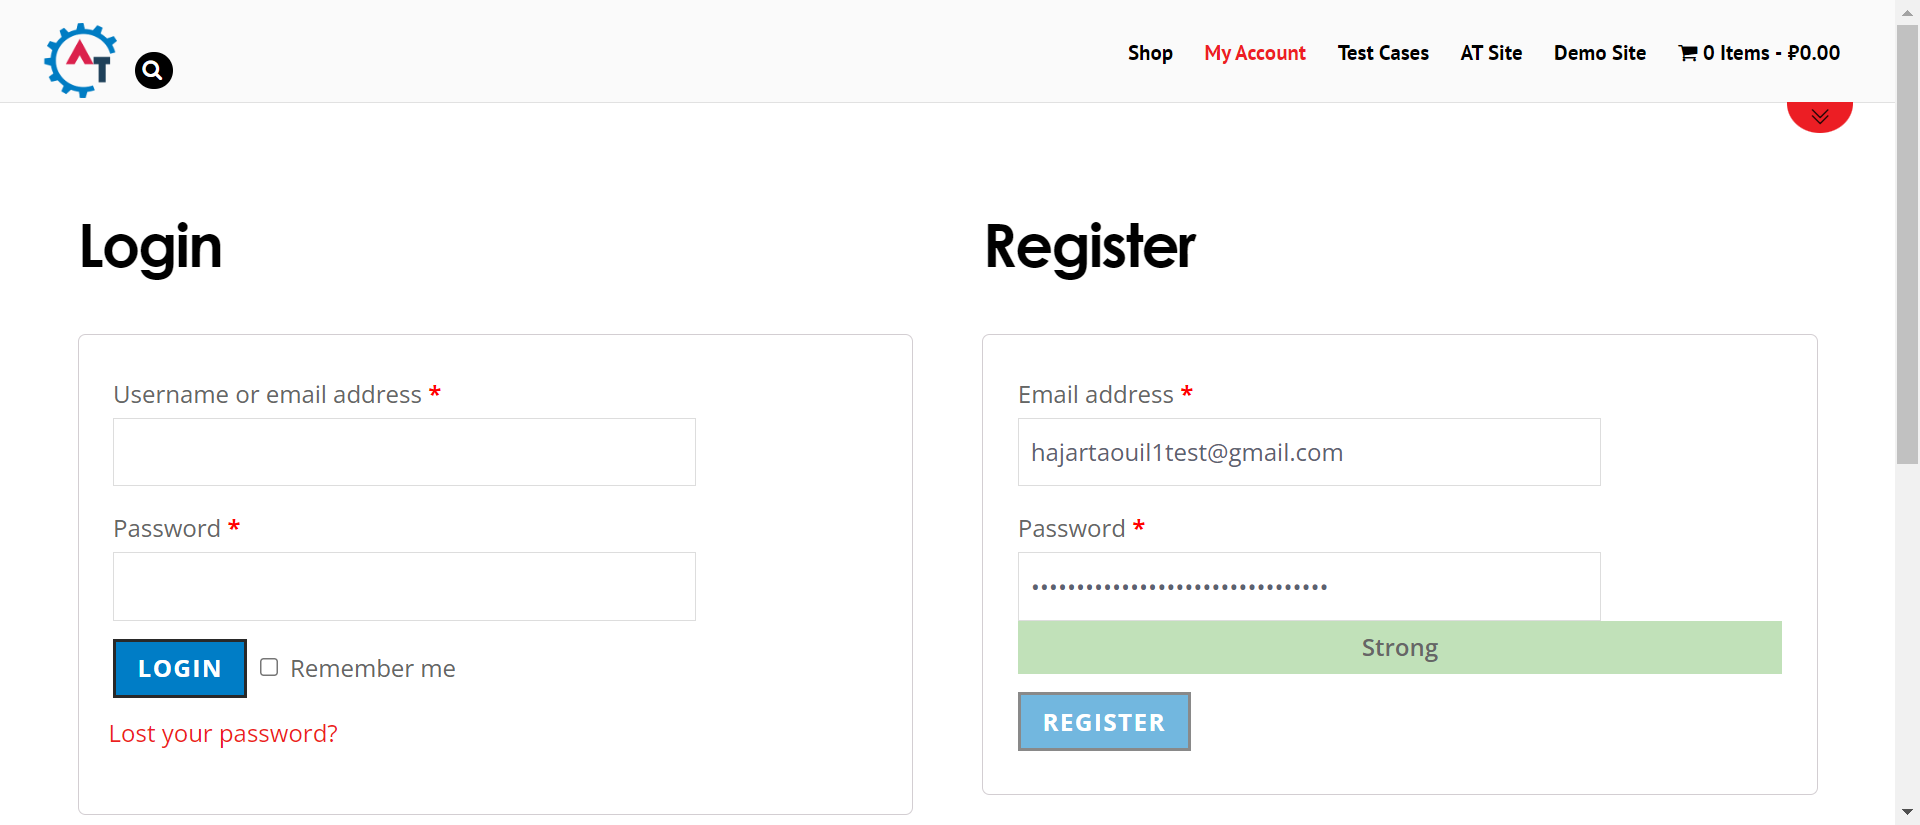 AT
Shop My Account Test Cases AT Site Demo Site 0 Items - ₽0.00
Login
Username or email address *
Password *
LOGIN Remember me
Lost your password?
Register
Email address *
hajartaouil1test@gmail.com
Password *
•••••••••••••••••••••••••••••••••
Strong
REGISTER